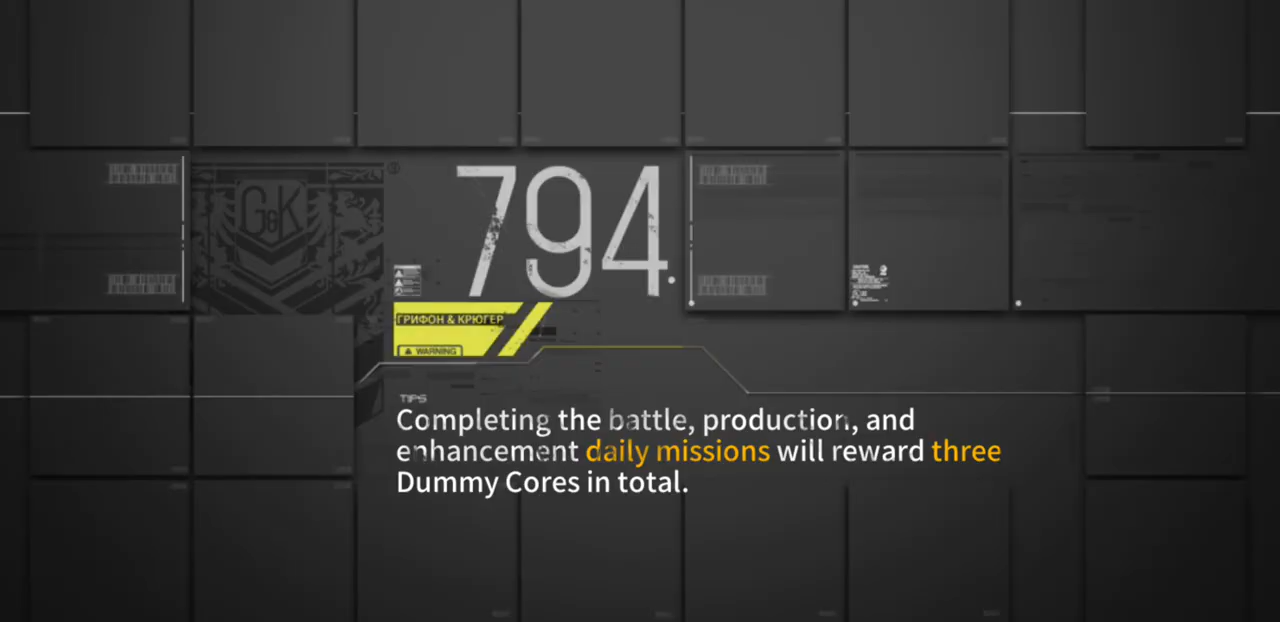 G&K
794.
ГРИФОН & КРЮГЕР
WARNING
TIPS
Completing the battle, production, and
enhancement daily missions will reward three
Dummy Cores in total.